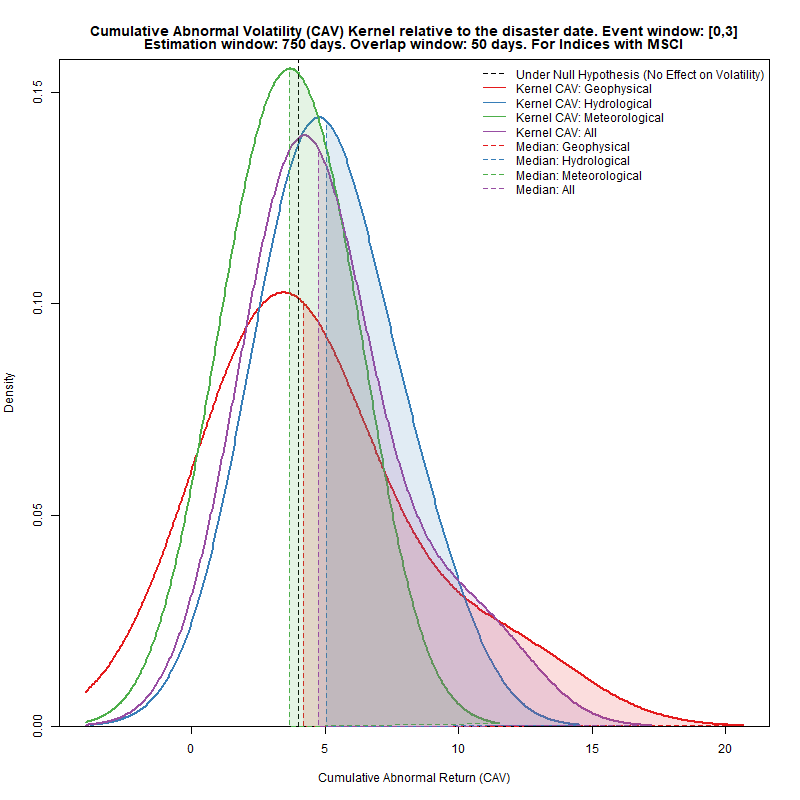 Cumulative Abnormal Volatility (CAV) Kernel relative to the disaster date. Event window: [0,3]
Estimation window: 750 days. Overlap window: 50 days. For Indices with MSCI
Under Null Hypothesis (No Effect on Volatility)
Kernel CAV: Geophysical
Kernel CAV: Hydrological
Kernel CAV: Meteorological
Kernel CAV: All
Median: Geophysical
Median: Hydrological
Median: Meteorological
Median: All
0.15
0.10
0.05
0.00
Density
0 5 10 15 20
Cumulative Abnormal Return (CAV)